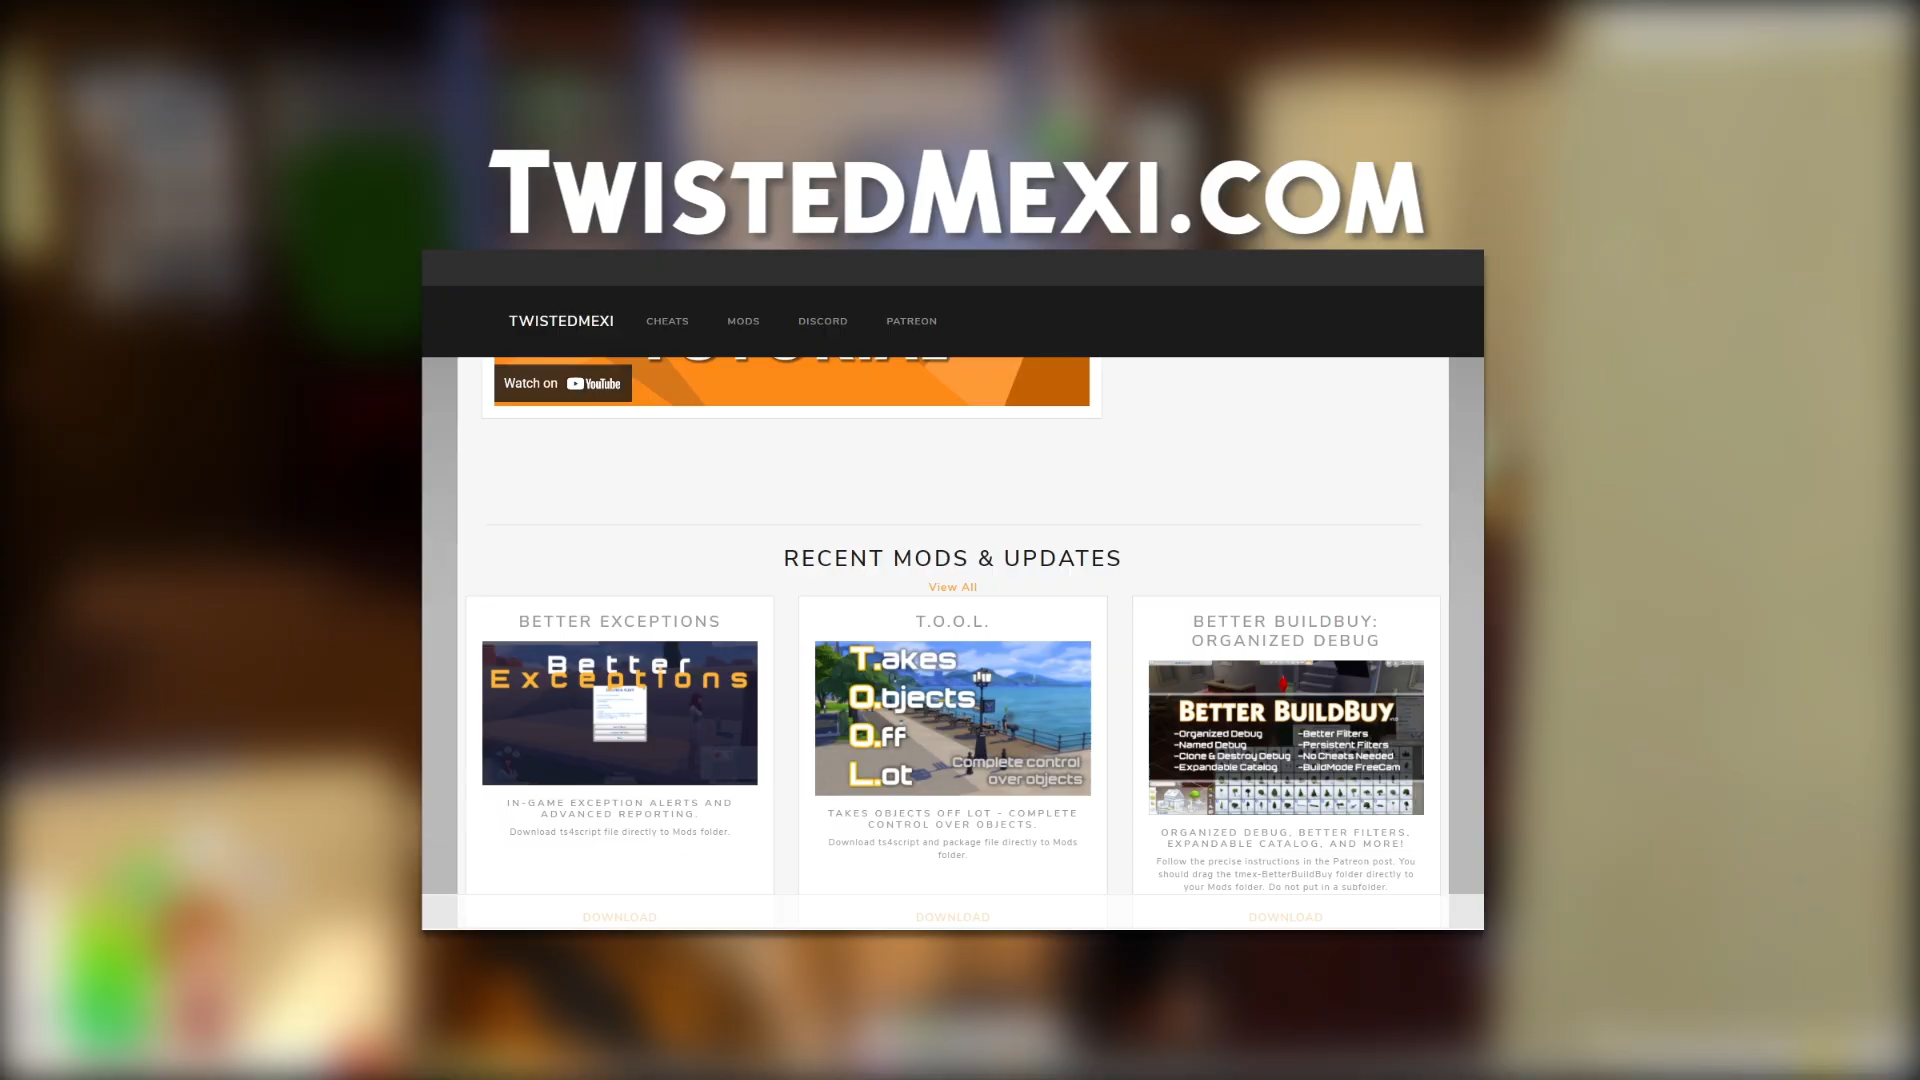 TwistedMexi.com
TWISTEDMEXI CHEATS MODS DISCORD PATREON
Watch on YouTube
RECENT MODS & UPDATES
View All
BETTER EXCEPTIONS
Better
Exceptions
IN-GAME EXCEPTION ALERTS AND
ADVANCED REPORTING.
Download ts4script file directly to Mods folder.
DOWNLOAD
T.O.O.L.
T.akes
O.bjects
O.ff
L.ot
Complete control
over objects
TAKES OBJECTS OFF LOT - COMPLETE
CONTROL OVER OBJECTS.
Download ts4script and package file directly to Mods
folder.
DOWNLOAD
BETTER BUILDBUY:
ORGANIZED DEBUG
Better BuildBuy
-Organized Debug
-Named Debug
-Clone & Destroy Debug
-Expandable Catalog
-Better Filters
-Persistent Filters
-No Cheats Needed
-BuildMode FreeCam
ORGANIZED DEBUG, BETTER FILTERS,
EXPANDABLE CATALOG, AND MORE!
Follow the precise instructions in the Patreon post. You
should drag the tmex-BetterBuildBuy folder directly to
your Mods folder. Do not put in a subfolder.
DOWNLOAD